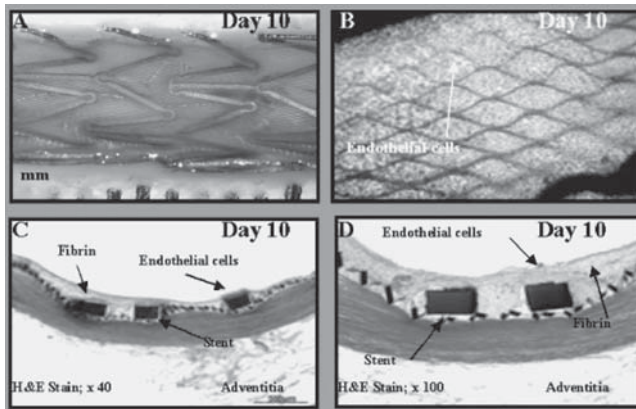 A
Day 10
mm
B
Day 10
Endothelial cells
C
Day 10
Fibrin
Endothelial cells
Stent
H&E Stain; x 40
Adventitia
D
Endothelial cells
Day 10
Fibrin
Stent
H&E Stain; x 100
Adventitia